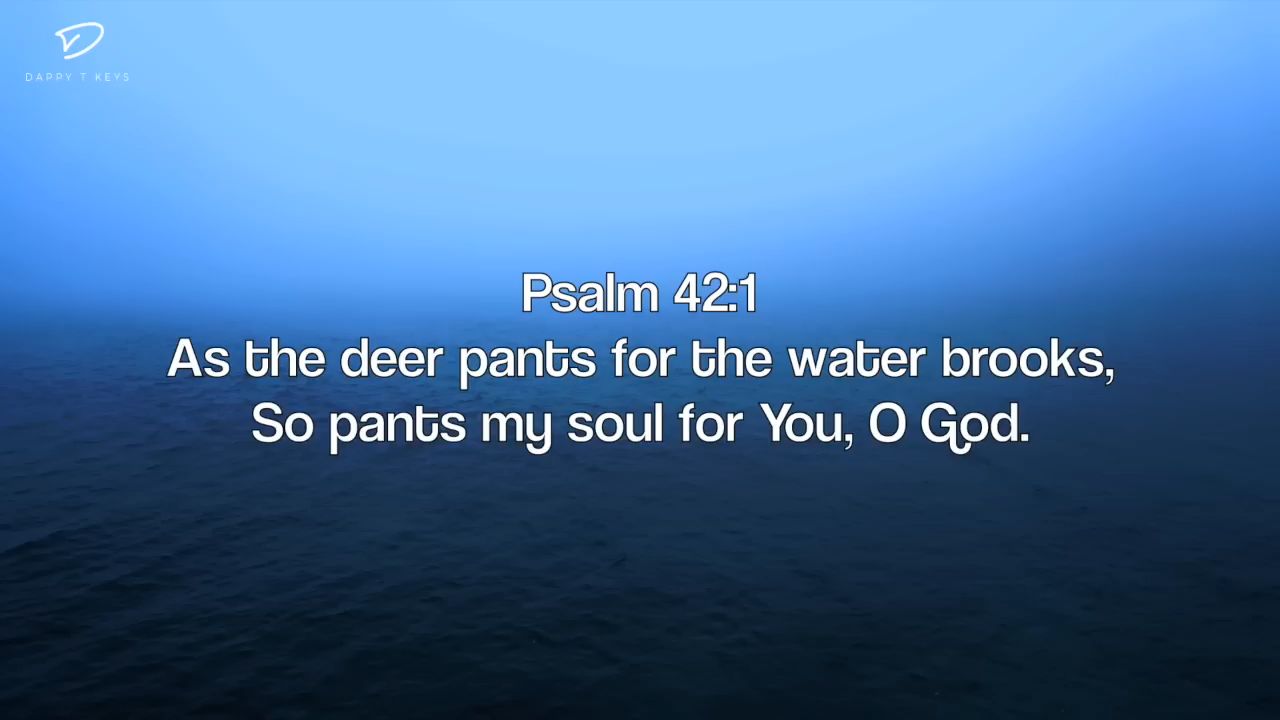 DAPPY T KEYS
Psalm 42:1
As the deer pants for the water brooks,
So pants my soul for You, O God.